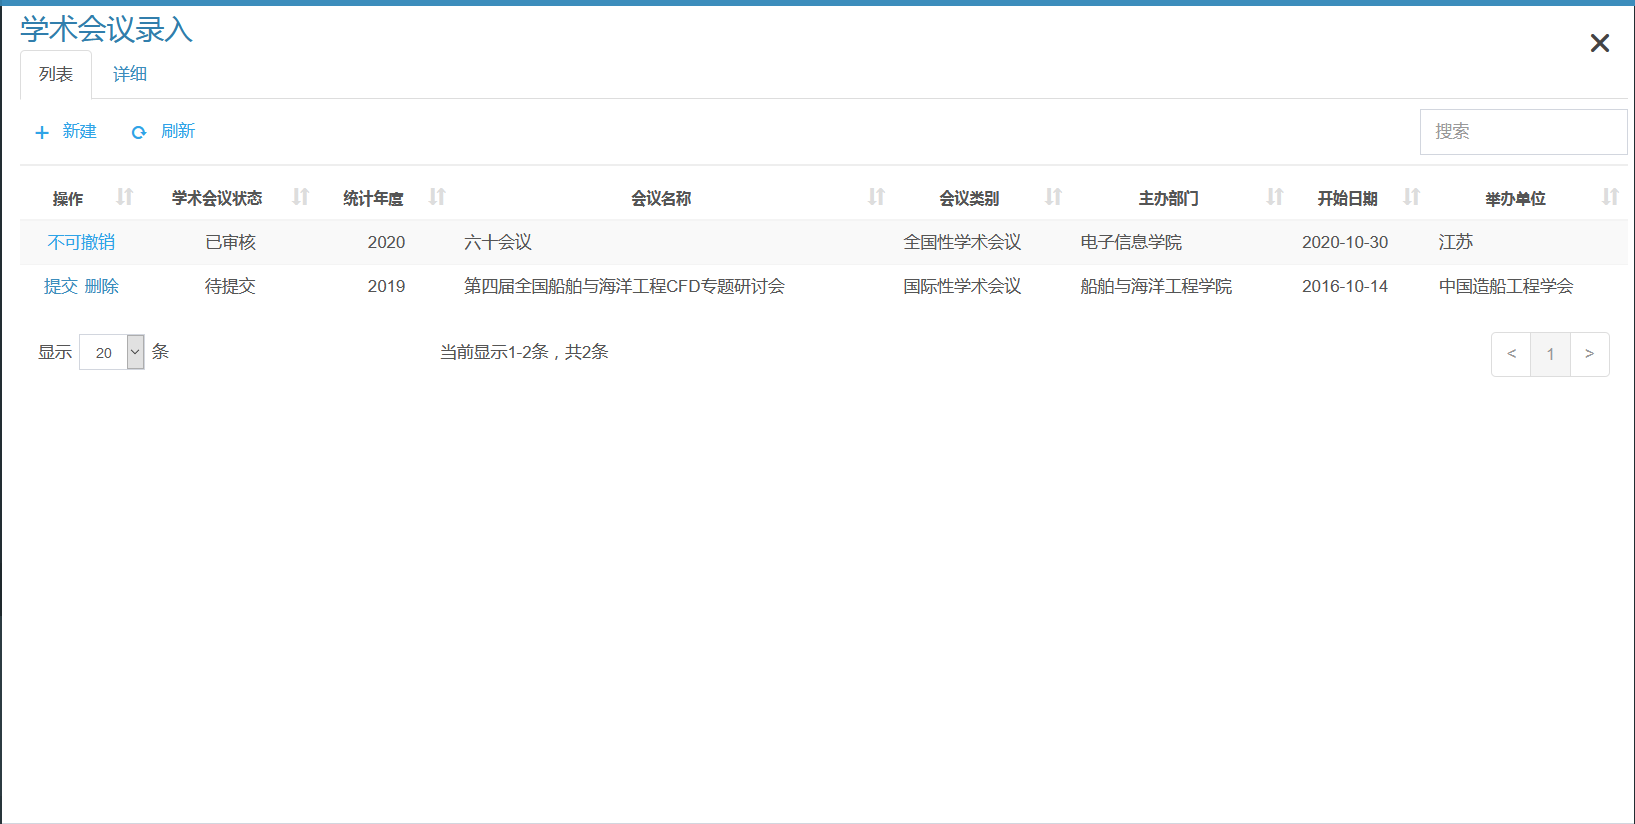 学术会议录入
列表 详细
新建 刷新 搜索
操作 学术会议状态 统计年度 会议名称 会议类别 主办部门 开始日期 举办单位
不可撤销 已审核 2020 六十会议 全国性学术会议 电子信息学院 2020-10-30 江苏
提交 删除 待提交 2019 第四届全国船舶与海洋工程CFD专题研讨会 国际性学术会议 船舶与海洋工程学院 2016-10-14 中国造船工程学会
显示 20 条 当前显示1-2条，共2条 < 1 >